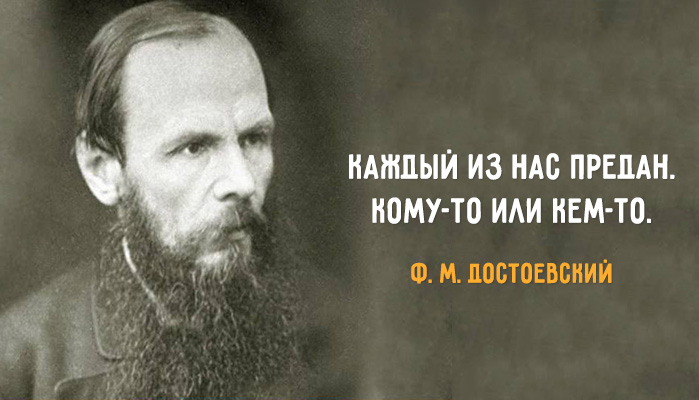 КАЖДЫЙ ИЗ НАС ПРЕДАН.
КОМУ-ТО ИЛИ КЕМ-ТО.
Ф. М. ДОСТОЕВСКИЙ